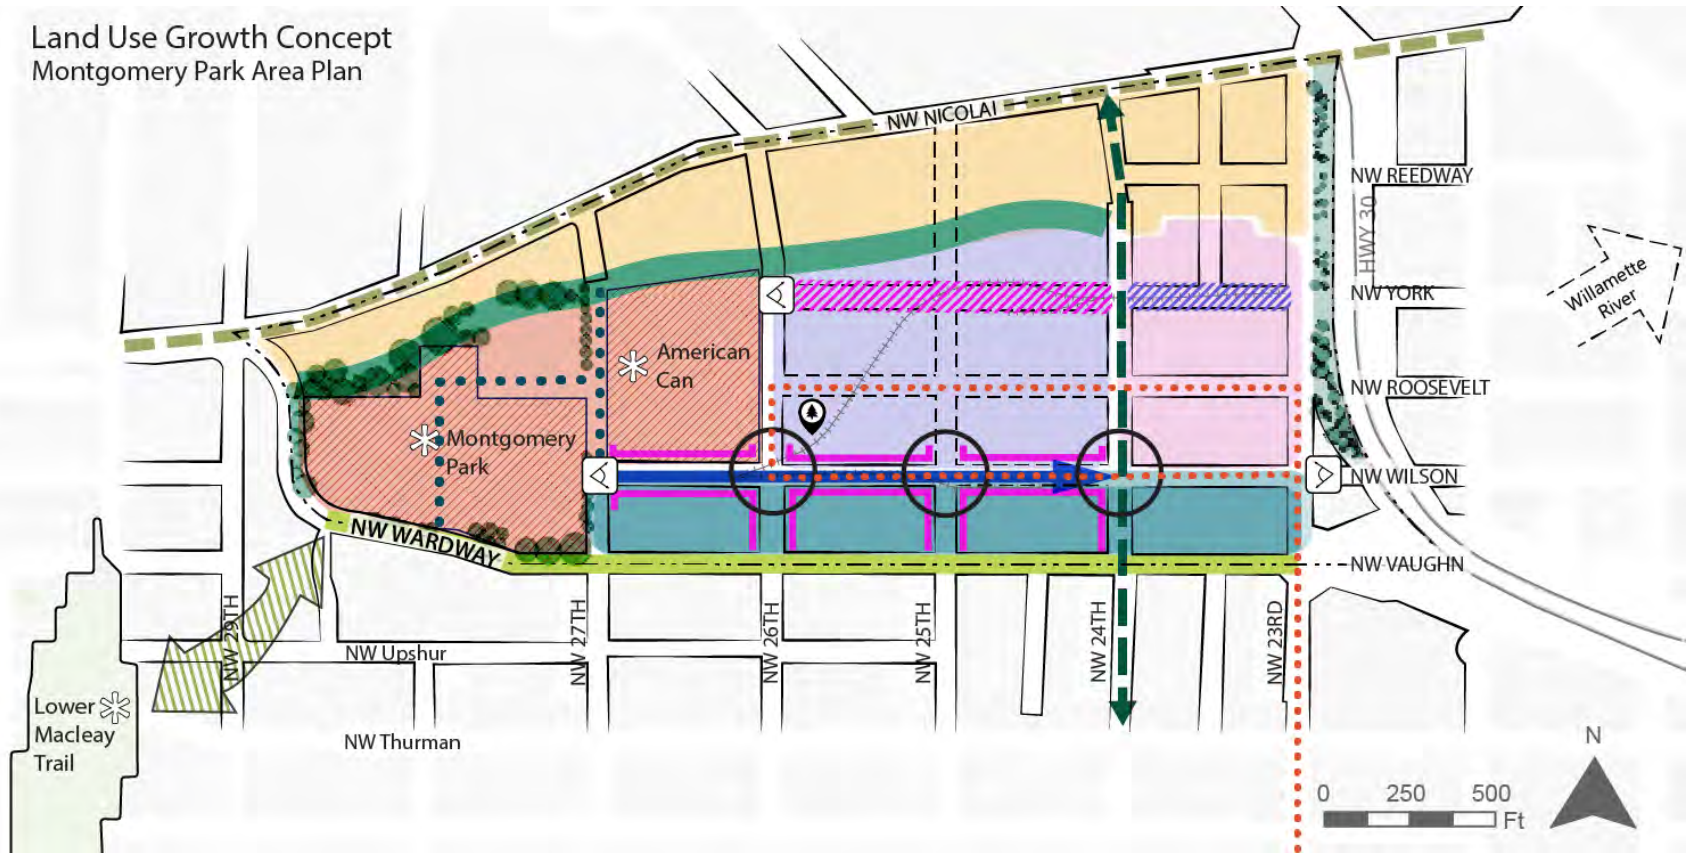 Land Use Growth Concept
Montgomery Park Area Plan
NW NICOLAI
NW REEDWAY
HWY 30
Willamette
River
NW YORK
American
Can
NW ROOSEVELT
Montgomery
Park
NW WILSON
NW WARDWAY
NW VAUGHN
NW 29TH
NW 27TH
NW 26TH
NW 25TH
NW 24TH
NW 23RD
NW Upshur
Lower
Macleay
Trail
NW Thurman
N
0 250 500
Ft